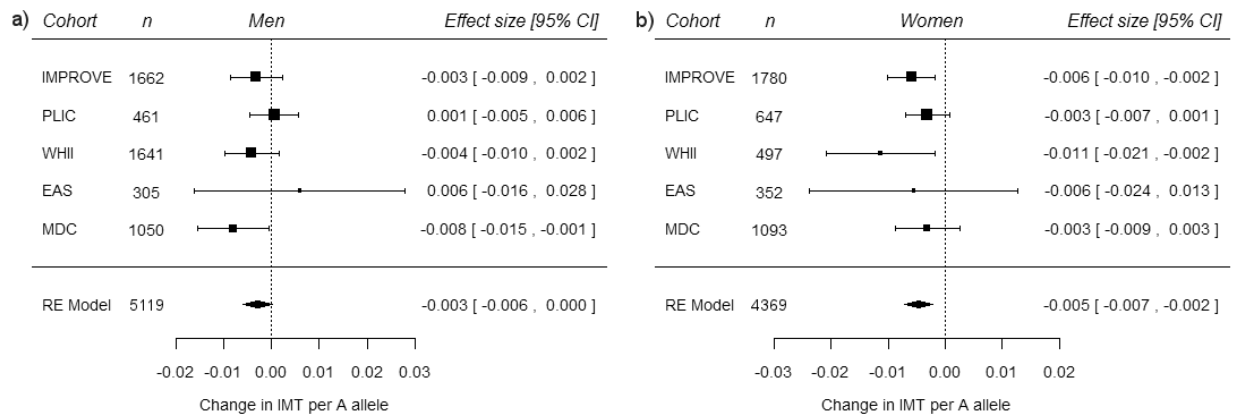 a) Cohort n Men Effect size [95% CI]
IMPROVE 1662 -0.003 [ -0.009 , 0.002 ]
PLIC 461 0.001 [ -0.005 , 0.006 ]
WHII 1641 -0.004 [ -0.010 , 0.002 ]
EAS 305 0.006 [ -0.016 , 0.028 ]
MDC 1050 -0.008 [ -0.015 , -0.001 ]
RE Model 5119 -0.003 [ -0.006 , 0.000 ]
-0.02 -0.01 0.00 0.01 0.02 0.03
Change in IMT per A allele
b) Cohort n Women Effect size [95% CI]
IMPROVE 1780 -0.006 [ -0.010 , -0.002 ]
PLIC 647 -0.003 [ -0.007 , 0.001 ]
WHII 497 -0.011 [ -0.021 , -0.002 ]
EAS 352 -0.006 [ -0.024 , 0.013 ]
MDC 1093 -0.003 [ -0.009 , 0.003 ]
RE Model 4369 -0.005 [ -0.007 , -0.002 ]
-0.03 -0.02 -0.01 0.00 0.01 0.02
Change in IMT per A allele